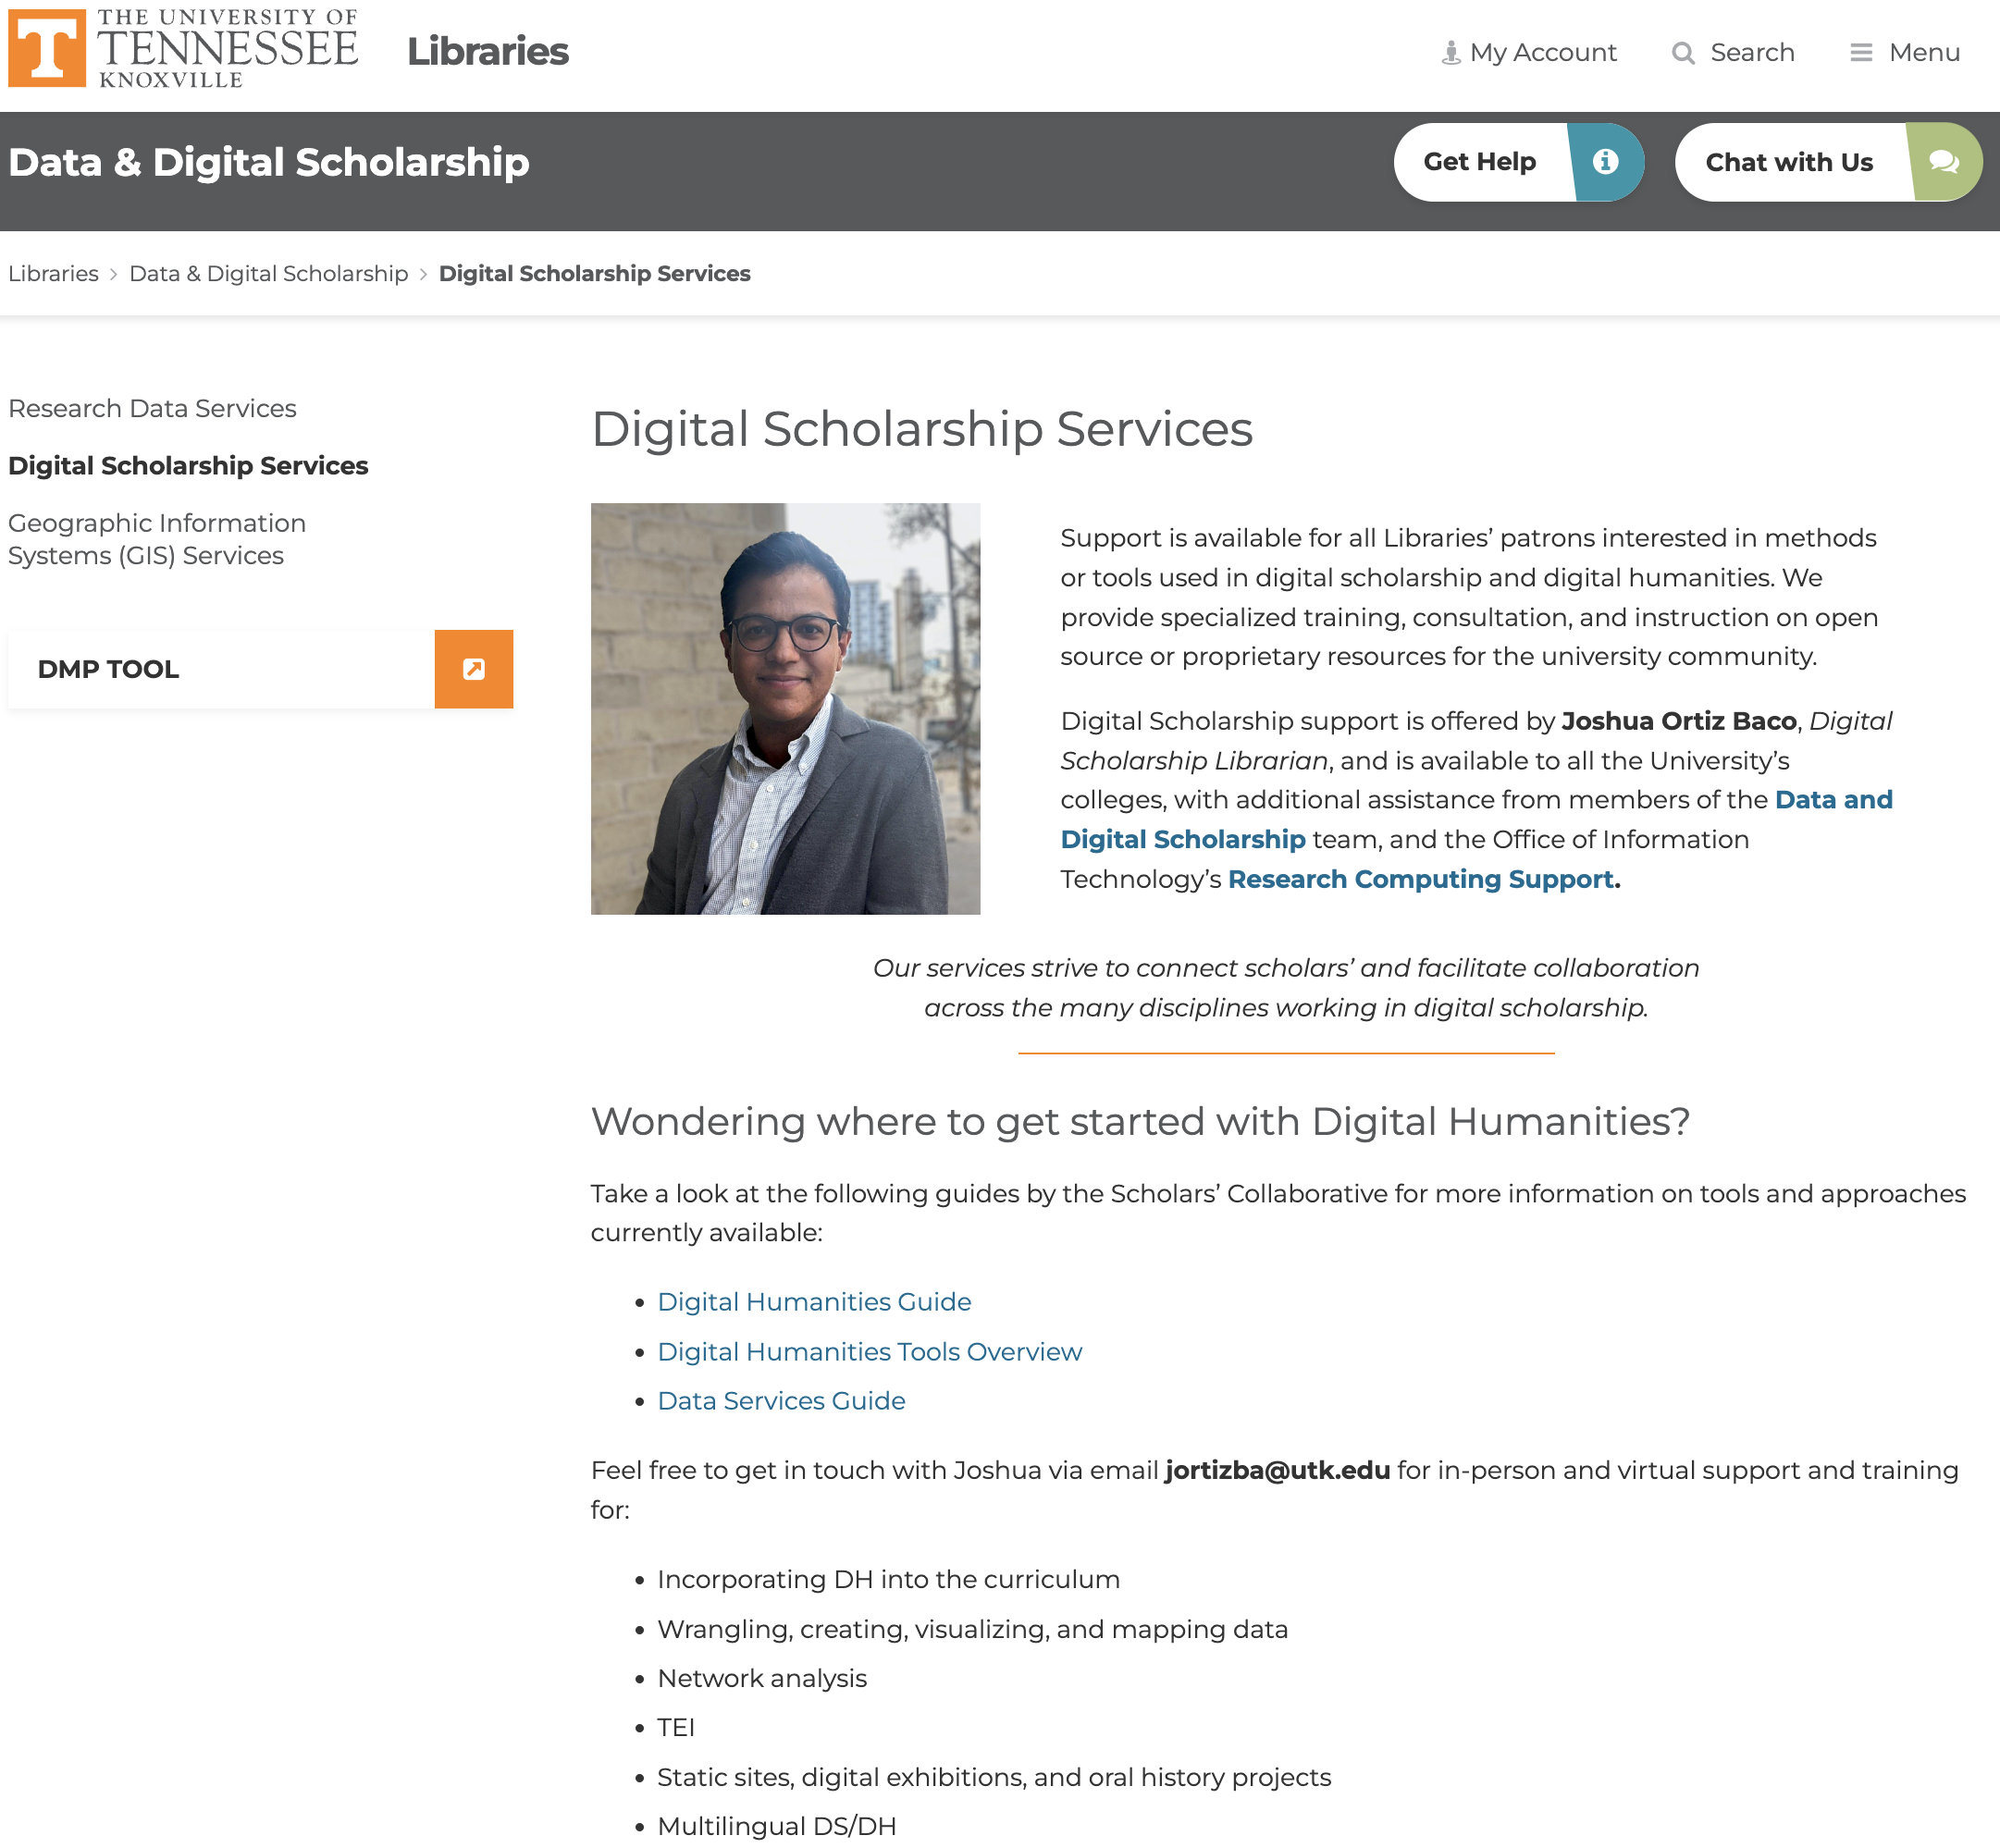 THE UNIVERSITY OF
TENNESSEE
KNOXVILLE
Libraries
My Account
Search
Menu
Data & Digital Scholarship
Get Help
Chat with Us
Libraries > Data & Digital Scholarship > Digital Scholarship Services
Research Data Services
Digital Scholarship Services
Geographic Information
Systems (GIS) Services
DMP TOOL
Digital Scholarship Services
Support is available for all Libraries’ patrons interested in methods
or tools used in digital scholarship and digital humanities. We
provide specialized training, consultation, and instruction on open
source or proprietary resources for the university community.
Digital Scholarship support is offered by Joshua Ortiz Baco, Digital
Scholarship Librarian, and is available to all the University’s
colleges, with additional assistance from members of the Data and
Digital Scholarship team, and the Office of Information
Technology’s Research Computing Support.
Our services strive to connect scholars’ and facilitate collaboration
across the many disciplines working in digital scholarship.
Wondering where to get started with Digital Humanities?
Take a look at the following guides by the Scholars’ Collaborative for more information on tools and approaches
currently available:
• Digital Humanities Guide
• Digital Humanities Tools Overview
• Data Services Guide
Feel free to get in touch with Joshua via email jortizba@utk.edu for in-person and virtual support and training
for:
• Incorporating DH into the curriculum
• Wrangling, creating, visualizing, and mapping data
• Network analysis
• TEI
• Static sites, digital exhibitions, and oral history projects
• Multilingual DS/DH